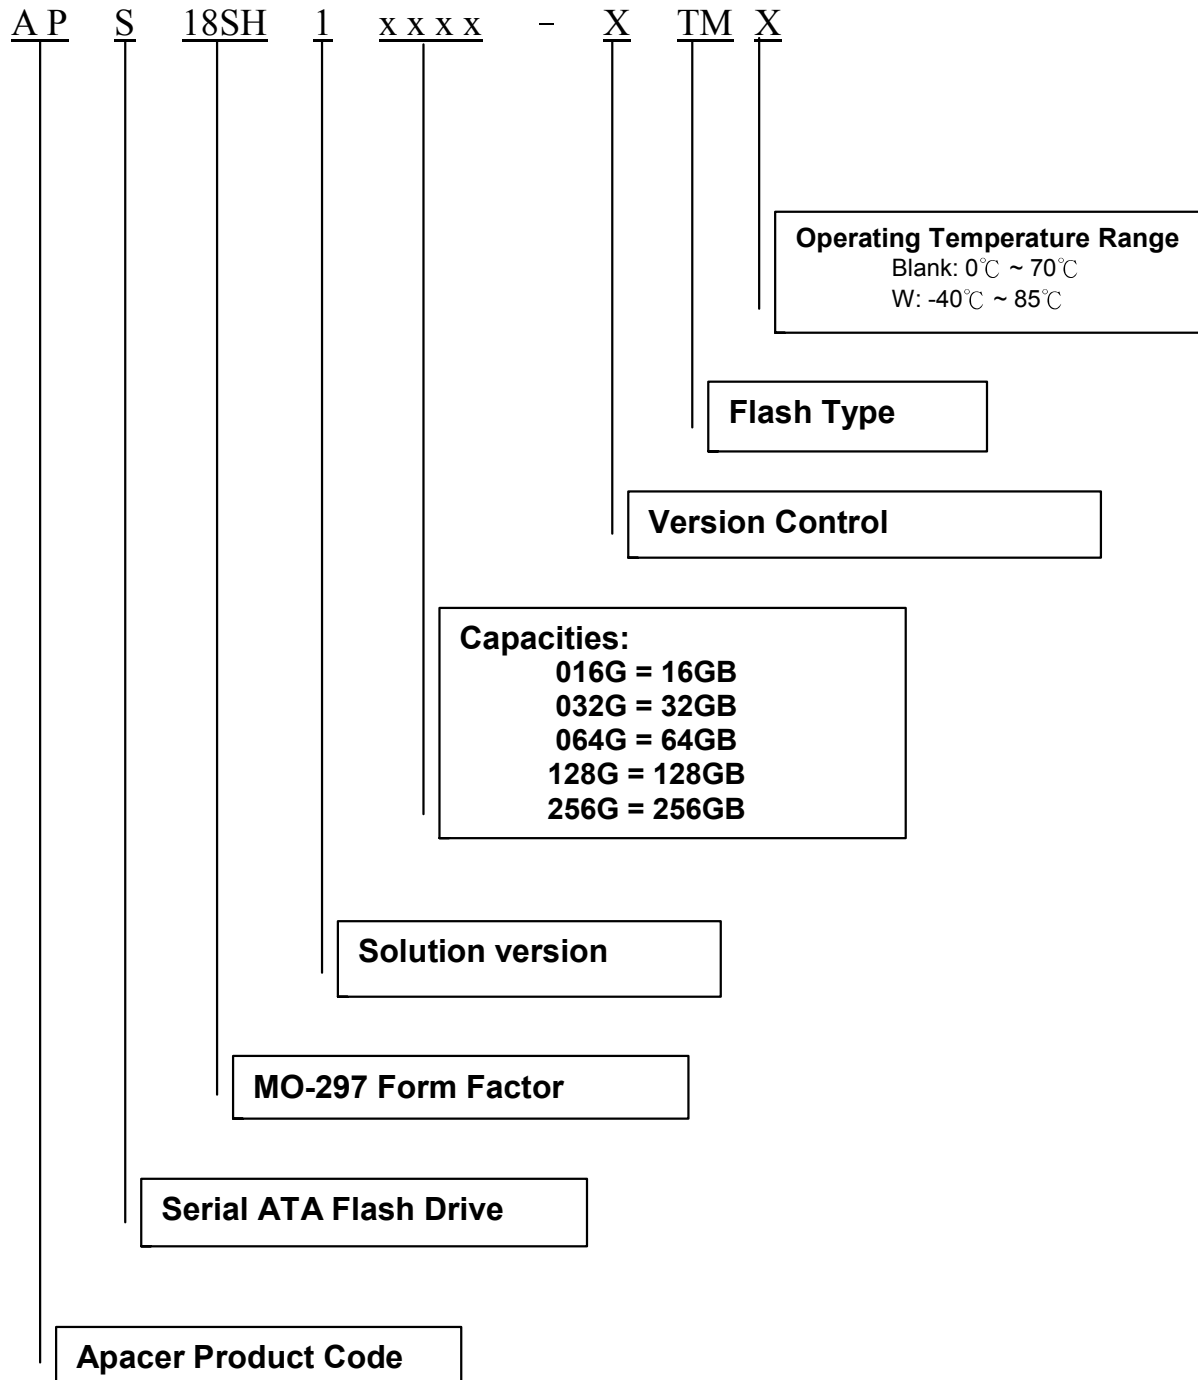 A P S 18SH 1 x x x x – X TM X
Operating Temperature Range
Blank: 0℃ ~ 70℃
W: -40℃ ~ 85℃
Flash Type
Version Control
Capacities:
016G = 16GB
032G = 32GB
064G = 64GB
128G = 128GB
256G = 256GB
Solution version
MO-297 Form Factor
Serial ATA Flash Drive
Apacer Product Code